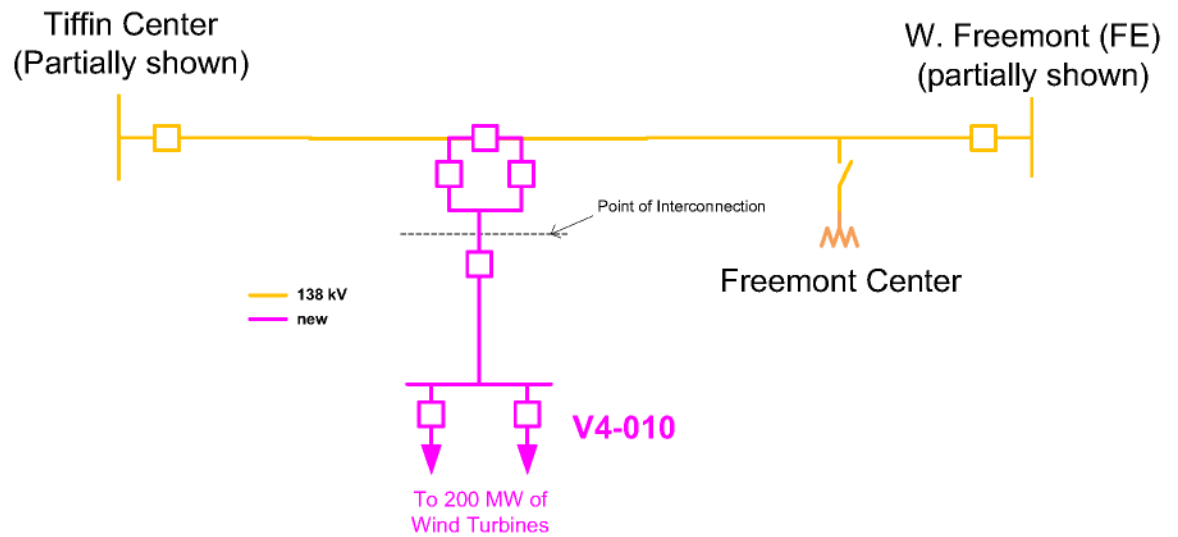 Tiffin Center
(Partially shown)
W. Freemont (FE)
(partially shown)
Point of Interconnection
Freemont Center
138 kV
new
V4-010
To 200 MW of
Wind Turbines